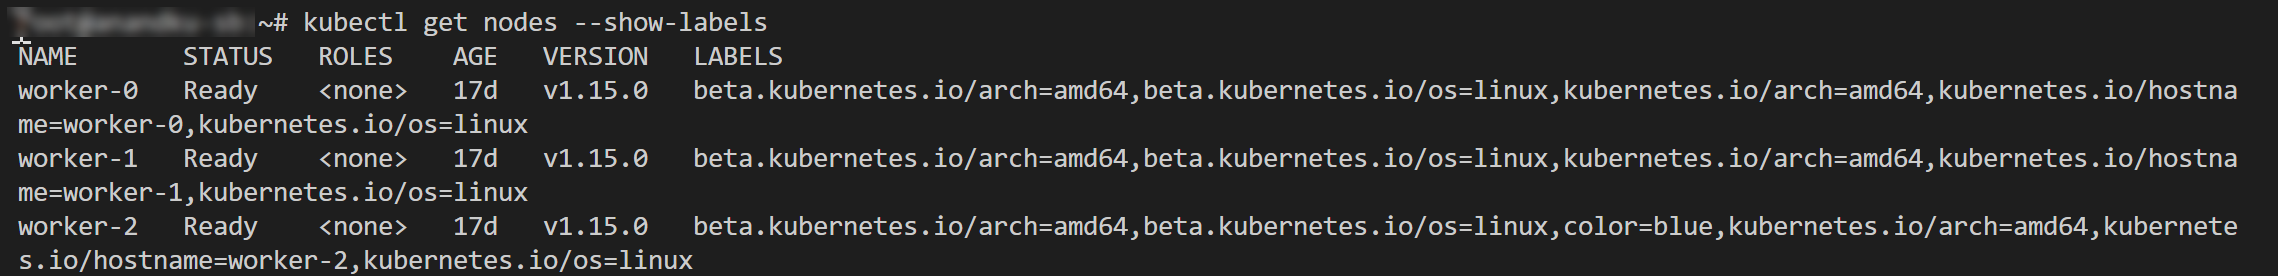 ~# kubectl get nodes --show-labels
NAME       STATUS   ROLES    AGE   VERSION   LABELS
worker-0   Ready    <none>   17d   v1.15.0   beta.kubernetes.io/arch=amd64,beta.kubernetes.io/os=linux,kubernetes.io/arch=amd64,kubernetes.io/hostna
me=worker-0,kubernetes.io/os=linux
worker-1   Ready    <none>   17d   v1.15.0   beta.kubernetes.io/arch=amd64,beta.kubernetes.io/os=linux,kubernetes.io/arch=amd64,kubernetes.io/hostna
me=worker-1,kubernetes.io/os=linux
worker-2   Ready    <none>   17d   v1.15.0   beta.kubernetes.io/arch=amd64,beta.kubernetes.io/os=linux,color=blue,kubernetes.io/arch=amd64,kubernete
s.io/hostname=worker-2,kubernetes.io/os=linux